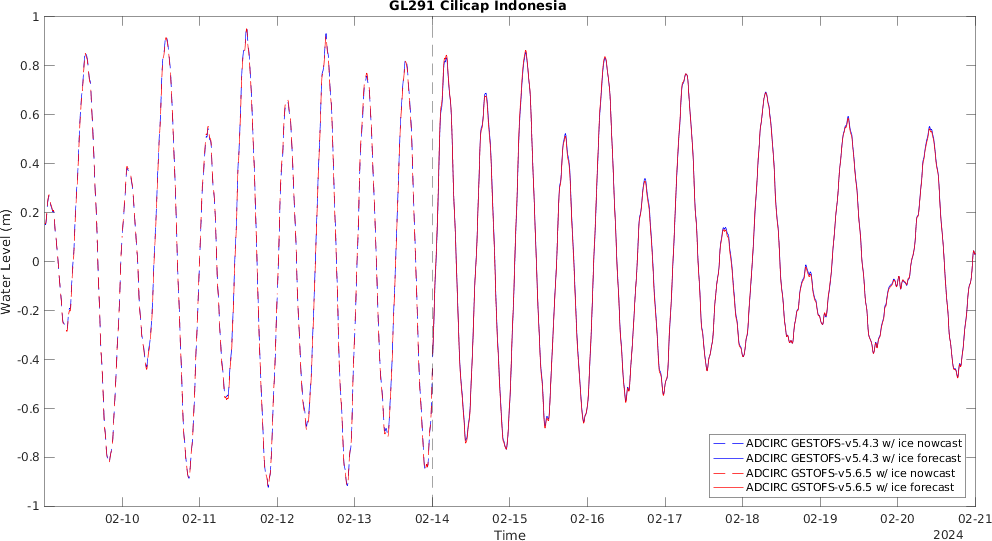 GL291 Cilicap Indonesia
1
0.8
0.6
0.4
0.2
0
-0.2
-0.4
-0.6
-0.8
-1
Water Level (m)
ADCIRC GESTOFS-v5.4.3 w/ ice nowcast
ADCIRC GESTOFS-v5.4.3 w/ ice forecast
ADCIRC GSTOFS-v5.6.5 w/ ice nowcast
ADCIRC GSTOFS-v5.6.5 w/ ice forecast
02-10 02-11 02-12 02-13 02-14 02-15 02-16 02-17 02-18 02-19 02-20 02-21
Time
2024